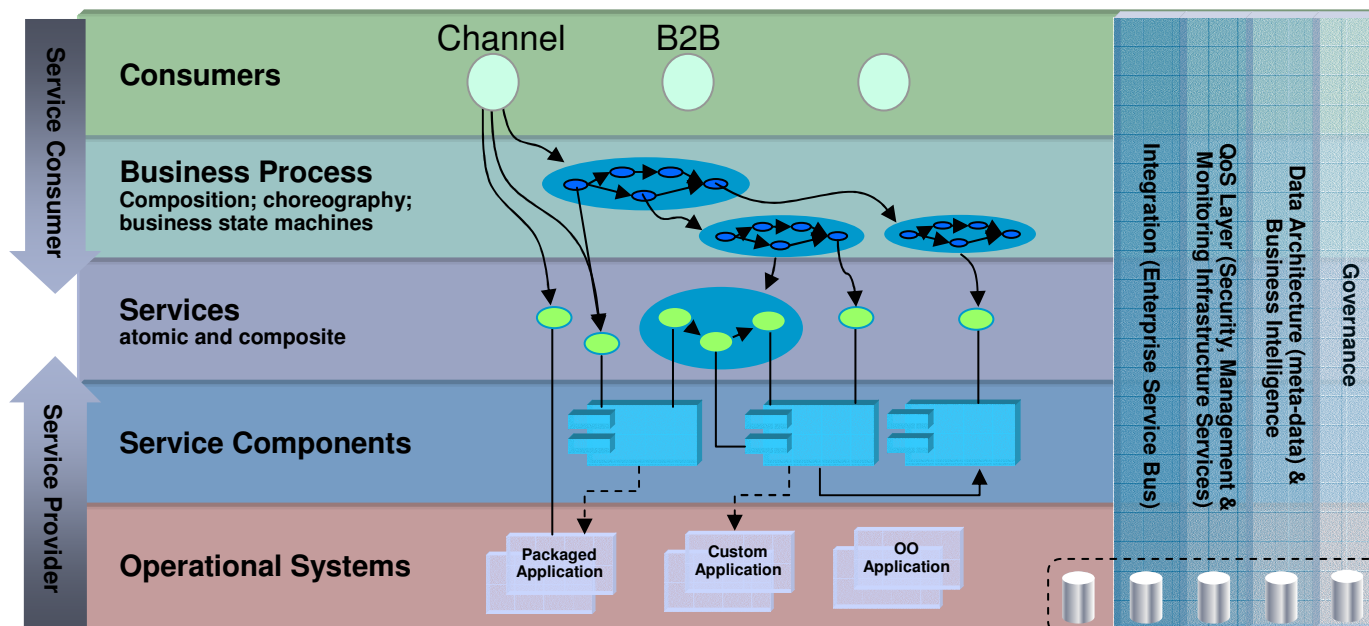 Channel
B2B
Consumers
Business Process
Composition; choreography;
business state machines
Services
atomic and composite
Service Components
Operational Systems
Packaged
Application
Custom
Application
OO
Application
Service Consumer
Service Provider
Integration (Enterprise Service Bus)
QoS Layer (Security, Management &
Monitoring Infrastructure Services)
Data Architecture (meta-data) &
Business Intelligence
Governance